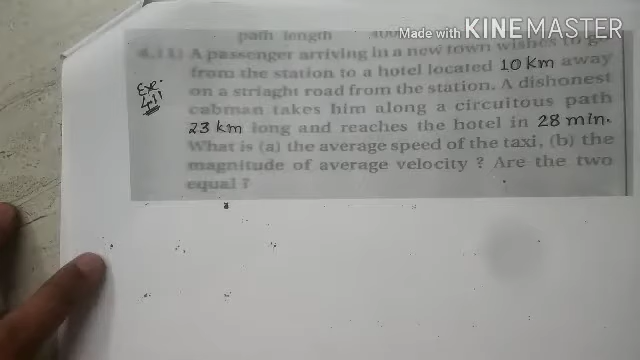 Made with KINEMASTER
path length
4.11) A passenger arriving in a new town wishes to
from the station to a hotel located 10 km away
on a striaght road from the station. A dishonest
cabman takes him along a circuitous path
23 km long and reaches the hotel in 28 min.
What is (a) the average speed of the taxi, (b) the
magnitude of average velocity ? Are the two
equal ?
Exe.
4.11